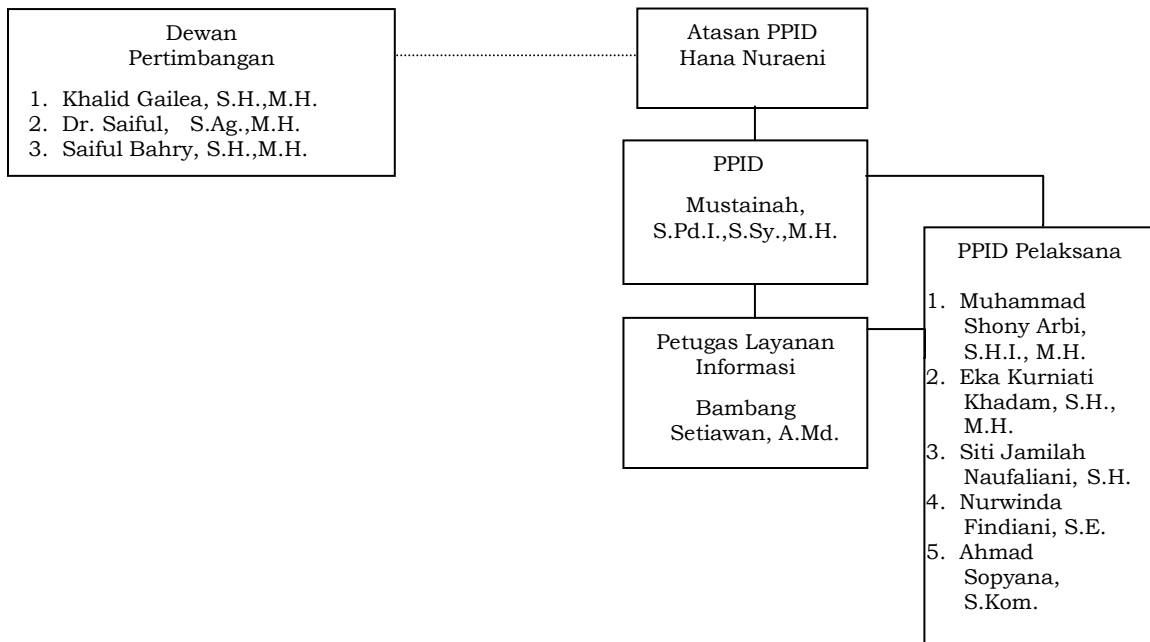 Dewan
Pertimbangan
1. Khalid Gailea, S.H.,M.H.
2. Dr. Saiful, S.Ag.,M.H.
3. Saiful Bahry, S.H.,M.H.
Atasan PPID
Hana Nuraeni
PPID
Mustainah,
S.Pd.I.,S.Sy.,M.H.
Petugas Layanan
Informasi
Bambang
Setiawan, A.Md.
PPID Pelaksana
1. Muhammad
Shony Arbi,
S.H.I., M.H.
2. Eka Kurniati
Khadam, S.H.,
M.H.
3. Siti Jamilah
Naufaliani, S.H.
4. Nurwinda
Findiani, S.E.
5. Ahmad
Sopyana,
S.Kom.